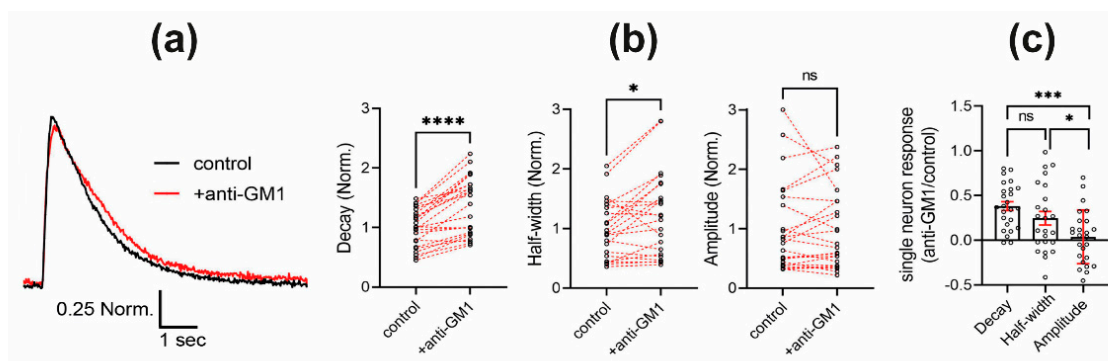 (a)
control
+anti-GM1
0.25 Norm.
1 sec
(b)
Decay (Norm.)
3
2
1
0
****
control
+anti-GM1
Half-width (Norm.)
3
2
1
0
*
control
+anti-GM1
Amplitude (Norm.)
3
2
1
0
ns
control
+anti-GM1
(c)
single neuron response
(anti-GM1/control)
1.5
1.0
0.5
0.0
-0.5
***
ns
*
Decay
Half-width
Amplitude